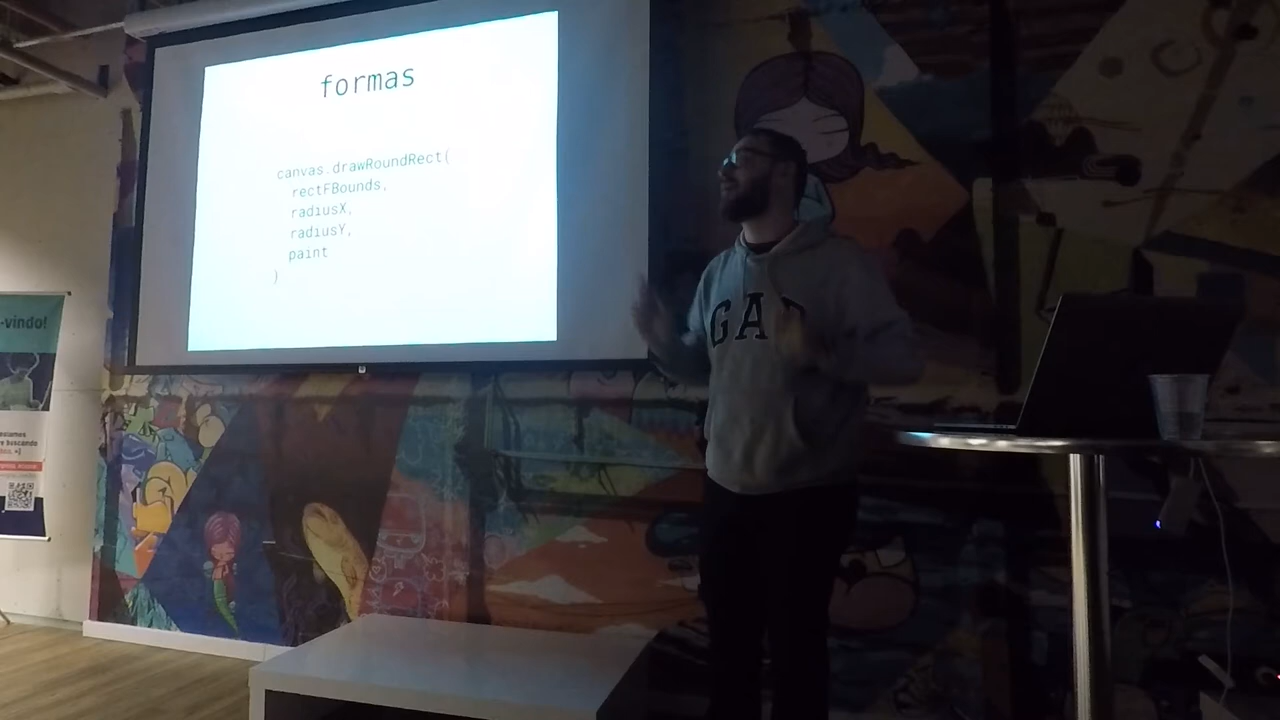 formas
canvas.drawRoundRect(
rectFBounds,
radiusX,
radiusY,
paint
)
GAP
-vindo!